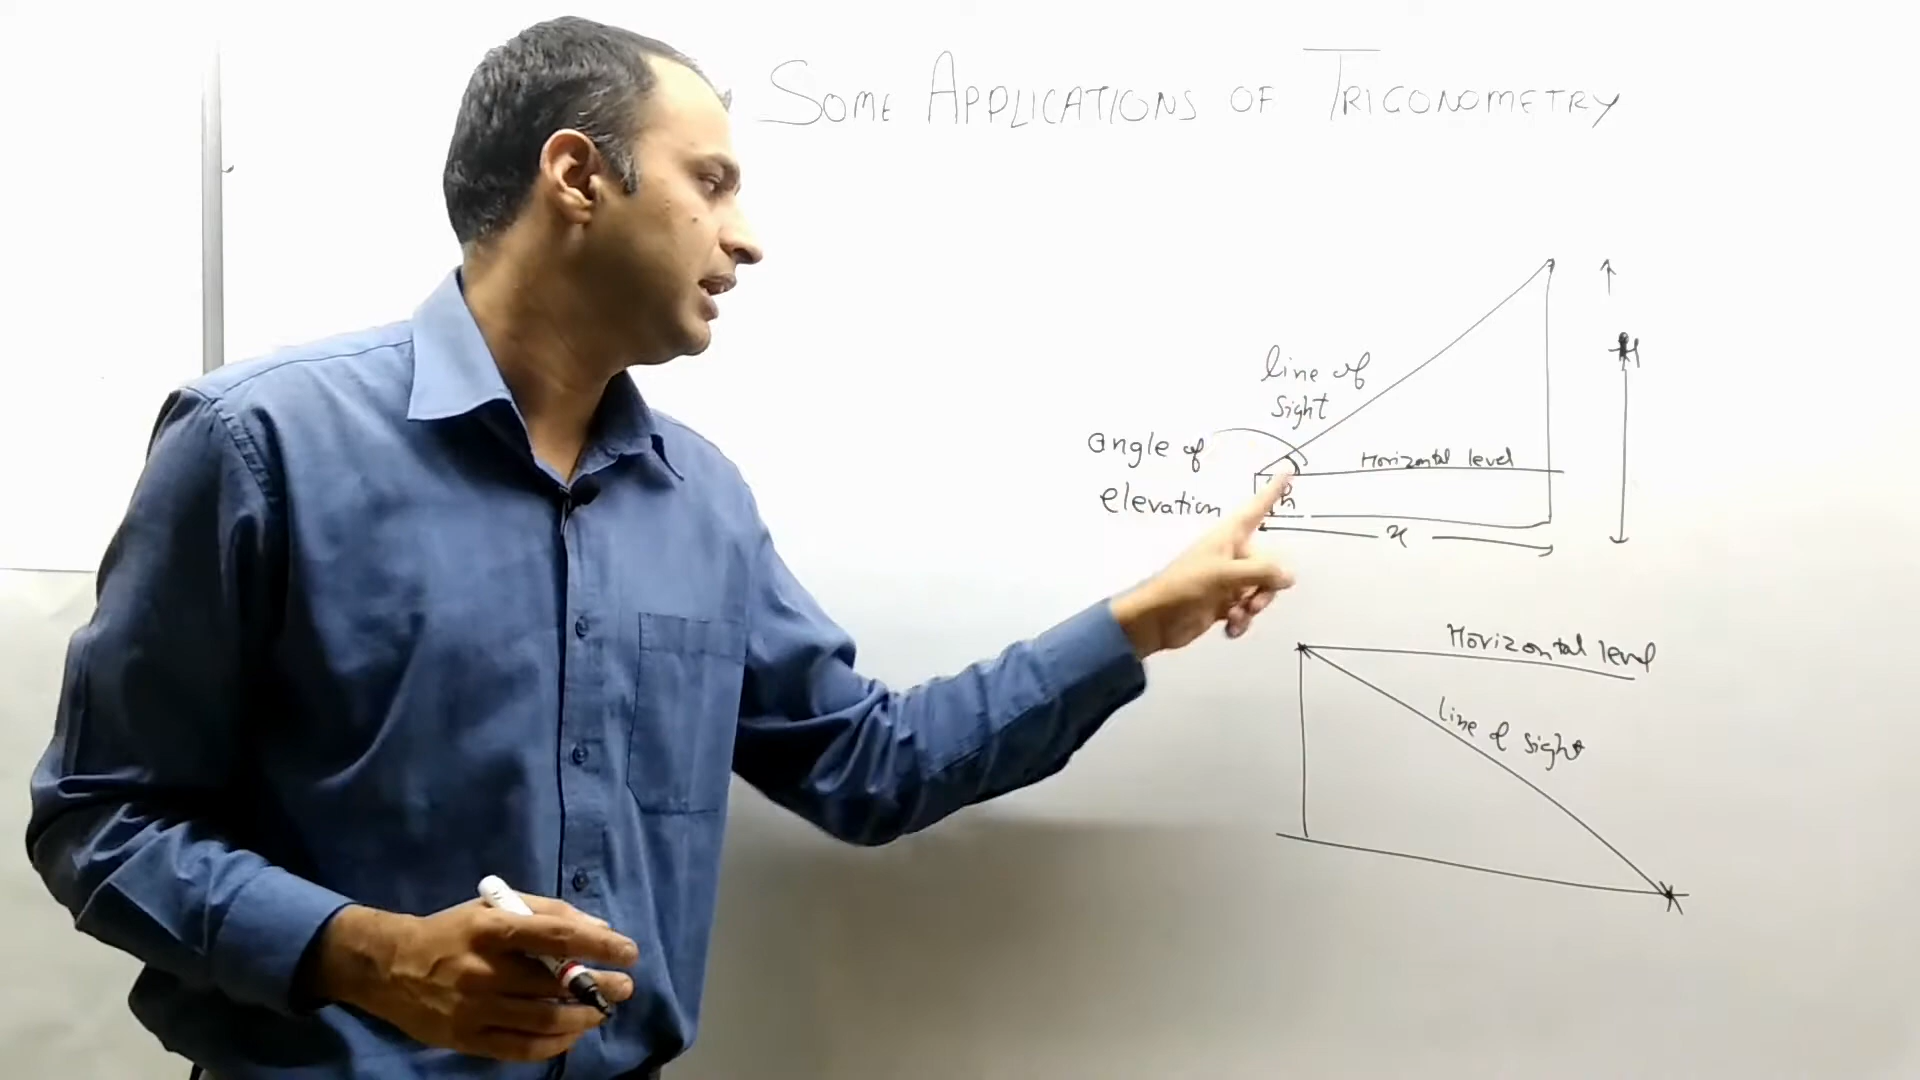 SOME APPLICATIONS OF TRIGONOMETRY
line of
sight
H
angle of
elevation
Horizontal level
h
x
Horizontal level
line of sight